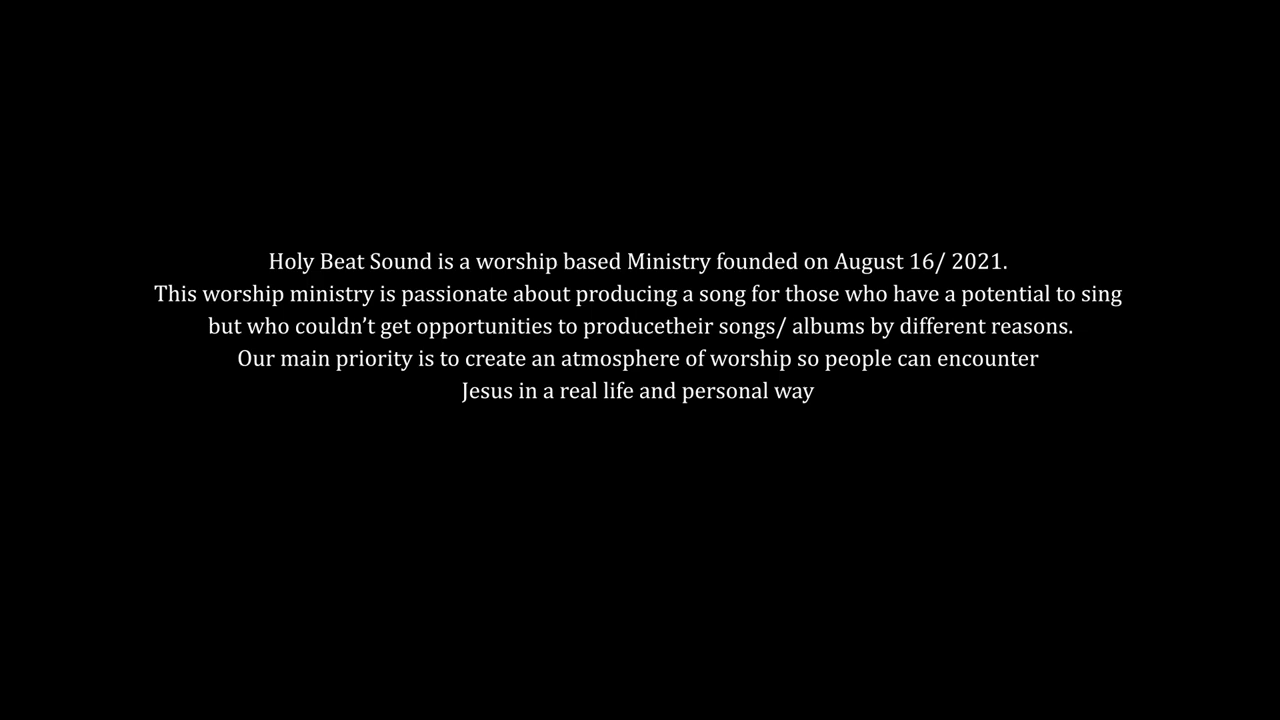 Holy Beat Sound is a worship based Ministry founded on August 16/ 2021.
This worship ministry is passionate about producing a song for those who have a potential to sing
but who couldn’t get opportunities to producetheir songs/ albums by different reasons.
Our main priority is to create an atmosphere of worship so people can encounter
Jesus in a real life and personal way